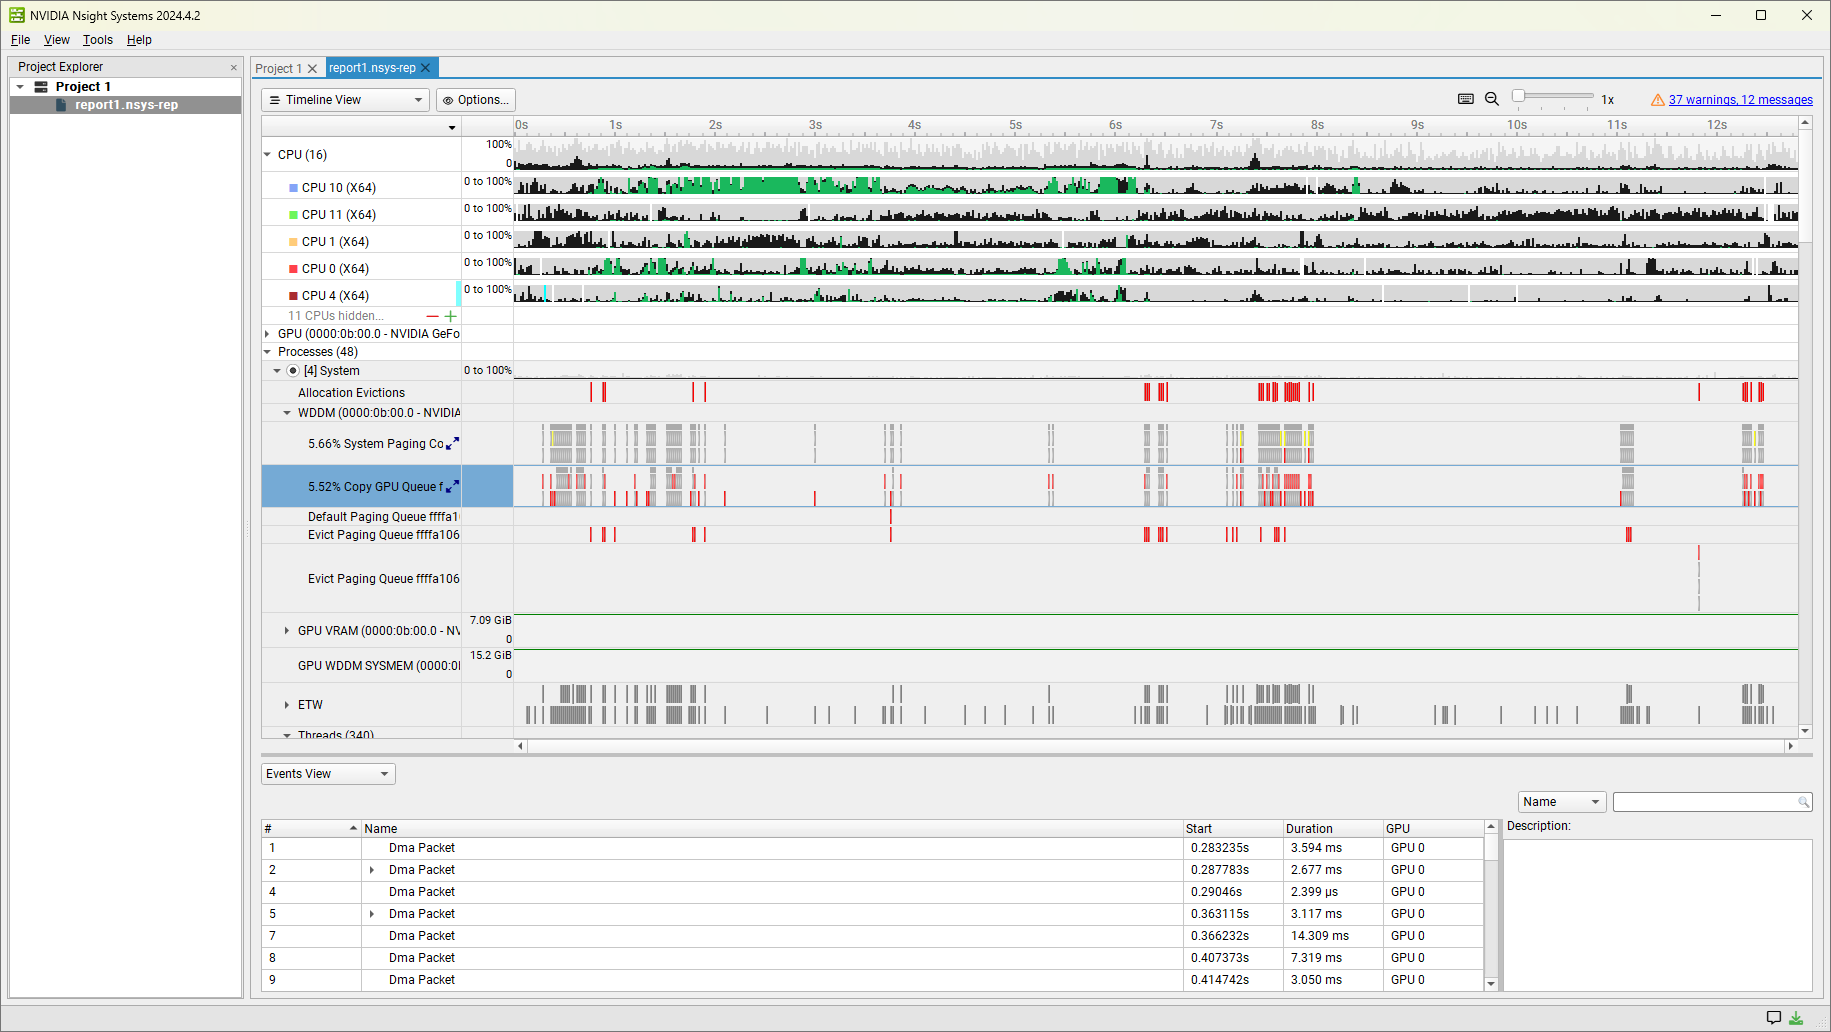 NVIDIA Nsight Systems 2024.4.2
File View Tools Help
Project Explorer
Project 1
report1.nsys-rep
Project 1
report1.nsys-rep
Timeline View
Options...
1x
37 warnings, 12 messages
0s 1s 2s 3s 4s 5s 6s 7s 8s 9s 10s 11s 12s
CPU (16)
100%
0
CPU 10 (X64) 0 to 100%
CPU 11 (X64) 0 to 100%
CPU 1 (X64) 0 to 100%
CPU 0 (X64) 0 to 100%
CPU 4 (X64) 0 to 100%
11 CPUs hidden...
GPU (0000:0b:00.0 - NVIDIA GeFo
Processes (48)
[4] System 0 to 100%
Allocation Evictions
WDDM (0000:0b:00.0 - NVIDIA
5.66% System Paging Co
5.52% Copy GPU Queue f
Default Paging Queue ffffa1
Evict Paging Queue ffffa106
Evict Paging Queue ffffa106
GPU VRAM (0000:0b:00.0 - NV
7.09 GiB
0
GPU WDDM SYSMEM (0000:0
15.2 GiB
0
ETW
Threads (340)
Events View
Name
# Name Start Duration GPU
Description:
1 Dma Packet 0.283235s 3.594 ms GPU 0
2 Dma Packet 0.287783s 2.677 ms GPU 0
4 Dma Packet 0.29046s 2.399 μs GPU 0
5 Dma Packet 0.363115s 3.117 ms GPU 0
7 Dma Packet 0.366232s 14.309 ms GPU 0
8 Dma Packet 0.407373s 7.319 ms GPU 0
9 Dma Packet 0.414742s 3.050 ms GPU 0